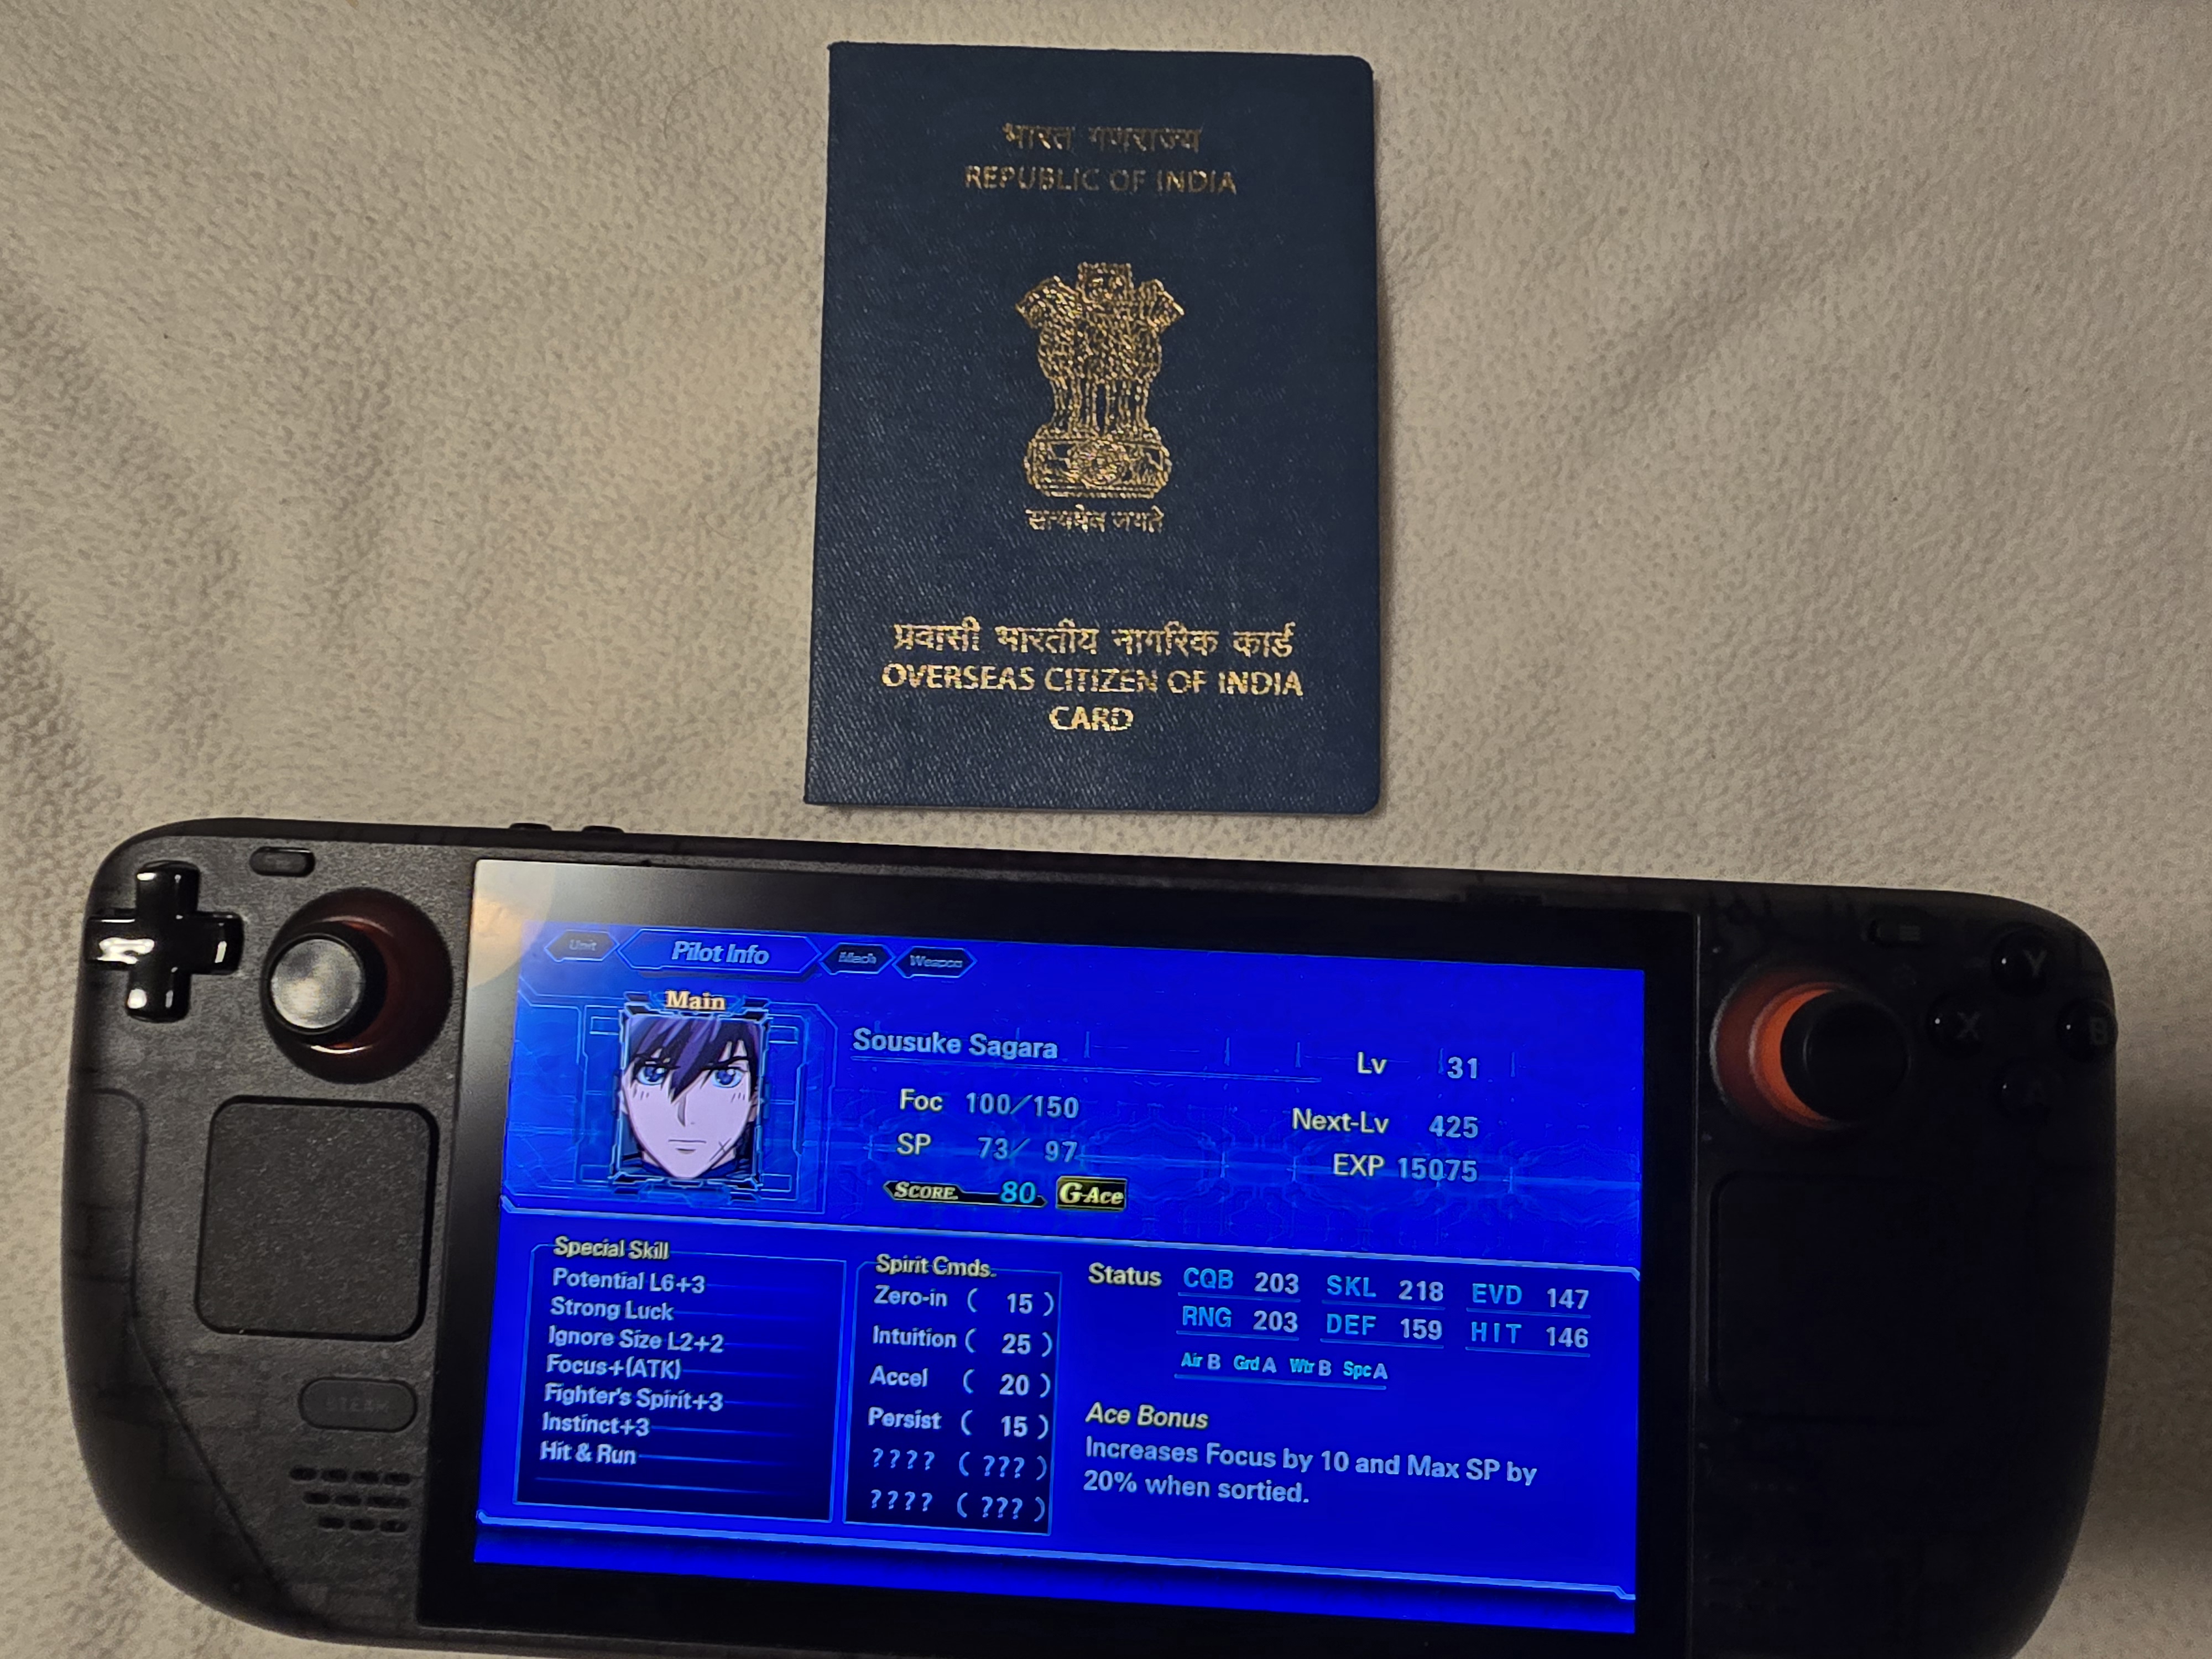 भारत गणराज्य
REPUBLIC OF INDIA
सत्यमेव जयते
प्रवासी भारतीय नागरिक कार्ड
OVERSEAS CITIZEN OF INDIA
CARD
Unit Pilot Info Mech Weapon
Main
Sousuke Sagara Lv 31
Foc 100/150 Next-Lv 425
SP 73/ 97 EXP 15075
SCORE 80 G-Ace
Special Skill
Potential L6+3
Strong Luck
Ignore Size L2+2
Focus+(ATK)
Fighter's Spirit+3
Instinct+3
Hit & Run
Spirit Cmds.
Zero-in ( 15 )
Intuition ( 25 )
Accel ( 20 )
Persist ( 15 )
???? ( ??? )
???? ( ??? )
Status CQB 203 SKL 218 EVD 147
RNG 203 DEF 159 HIT 146
Air B Grd A Wtr B Spc A
Ace Bonus
Increases Focus by 10 and Max SP by
20% when sortied.
STEAM
Y
X
B